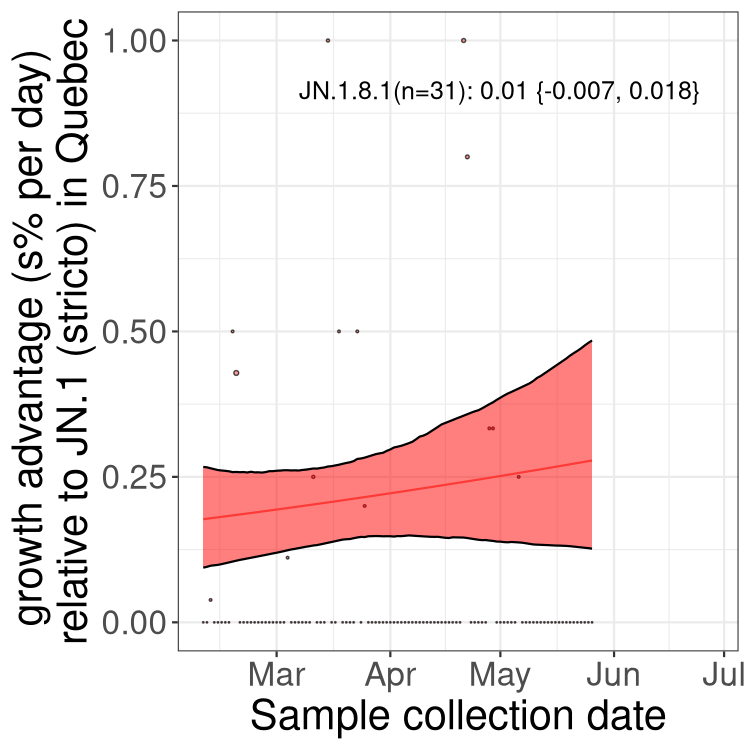 growth advantage (s% per day)
relative to JN.1 (stricto) in Quebec
1.00
0.75
0.50
0.25
0.00
JN.1.8.1(n=31): 0.01 {-0.007, 0.018}
Mar Apr May Jun Jul
Sample collection date